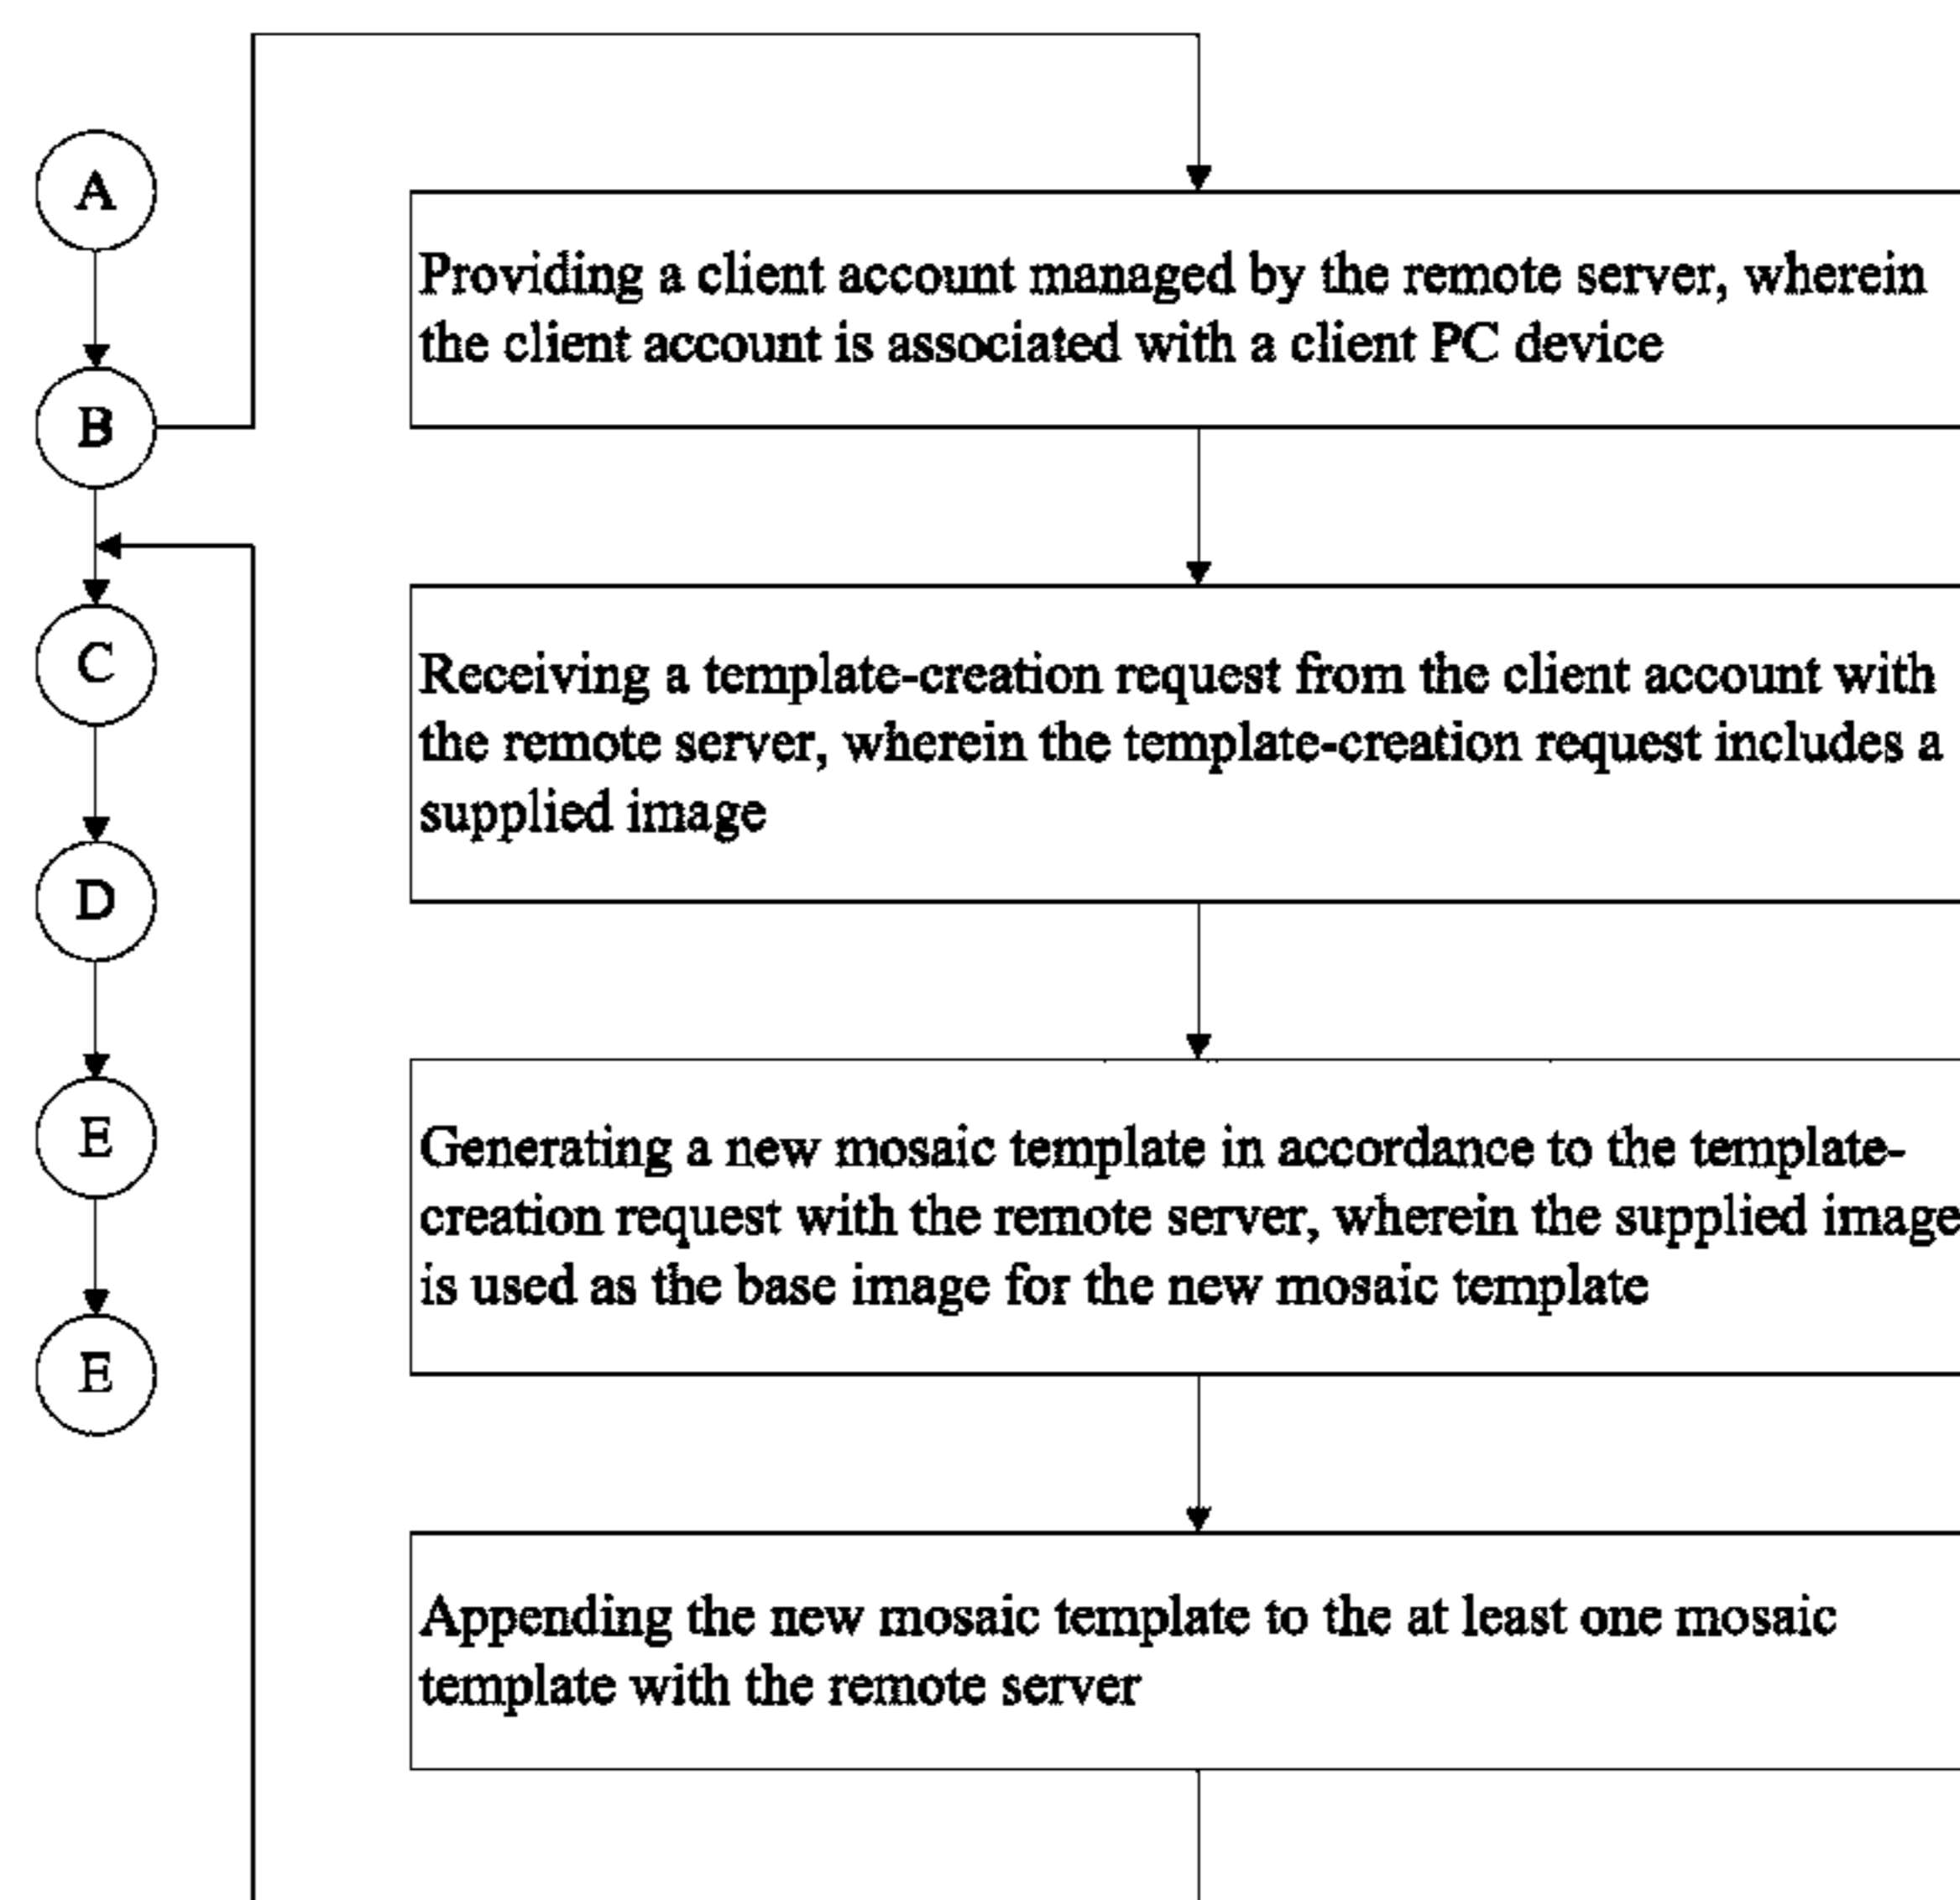 A
B
C
D
E
E
Providing a client account managed by the remote server, wherein
the client account is associated with a client PC device
Receiving a template-creation request from the client account with
the remote server, wherein the template-creation request includes a
supplied image
Generating a new mosaic template in accordance to the template-
creation request with the remote server, wherein the supplied image
is used as the base image for the new mosaic template
Appending the new mosaic template to the at least one mosaic
template with the remote server